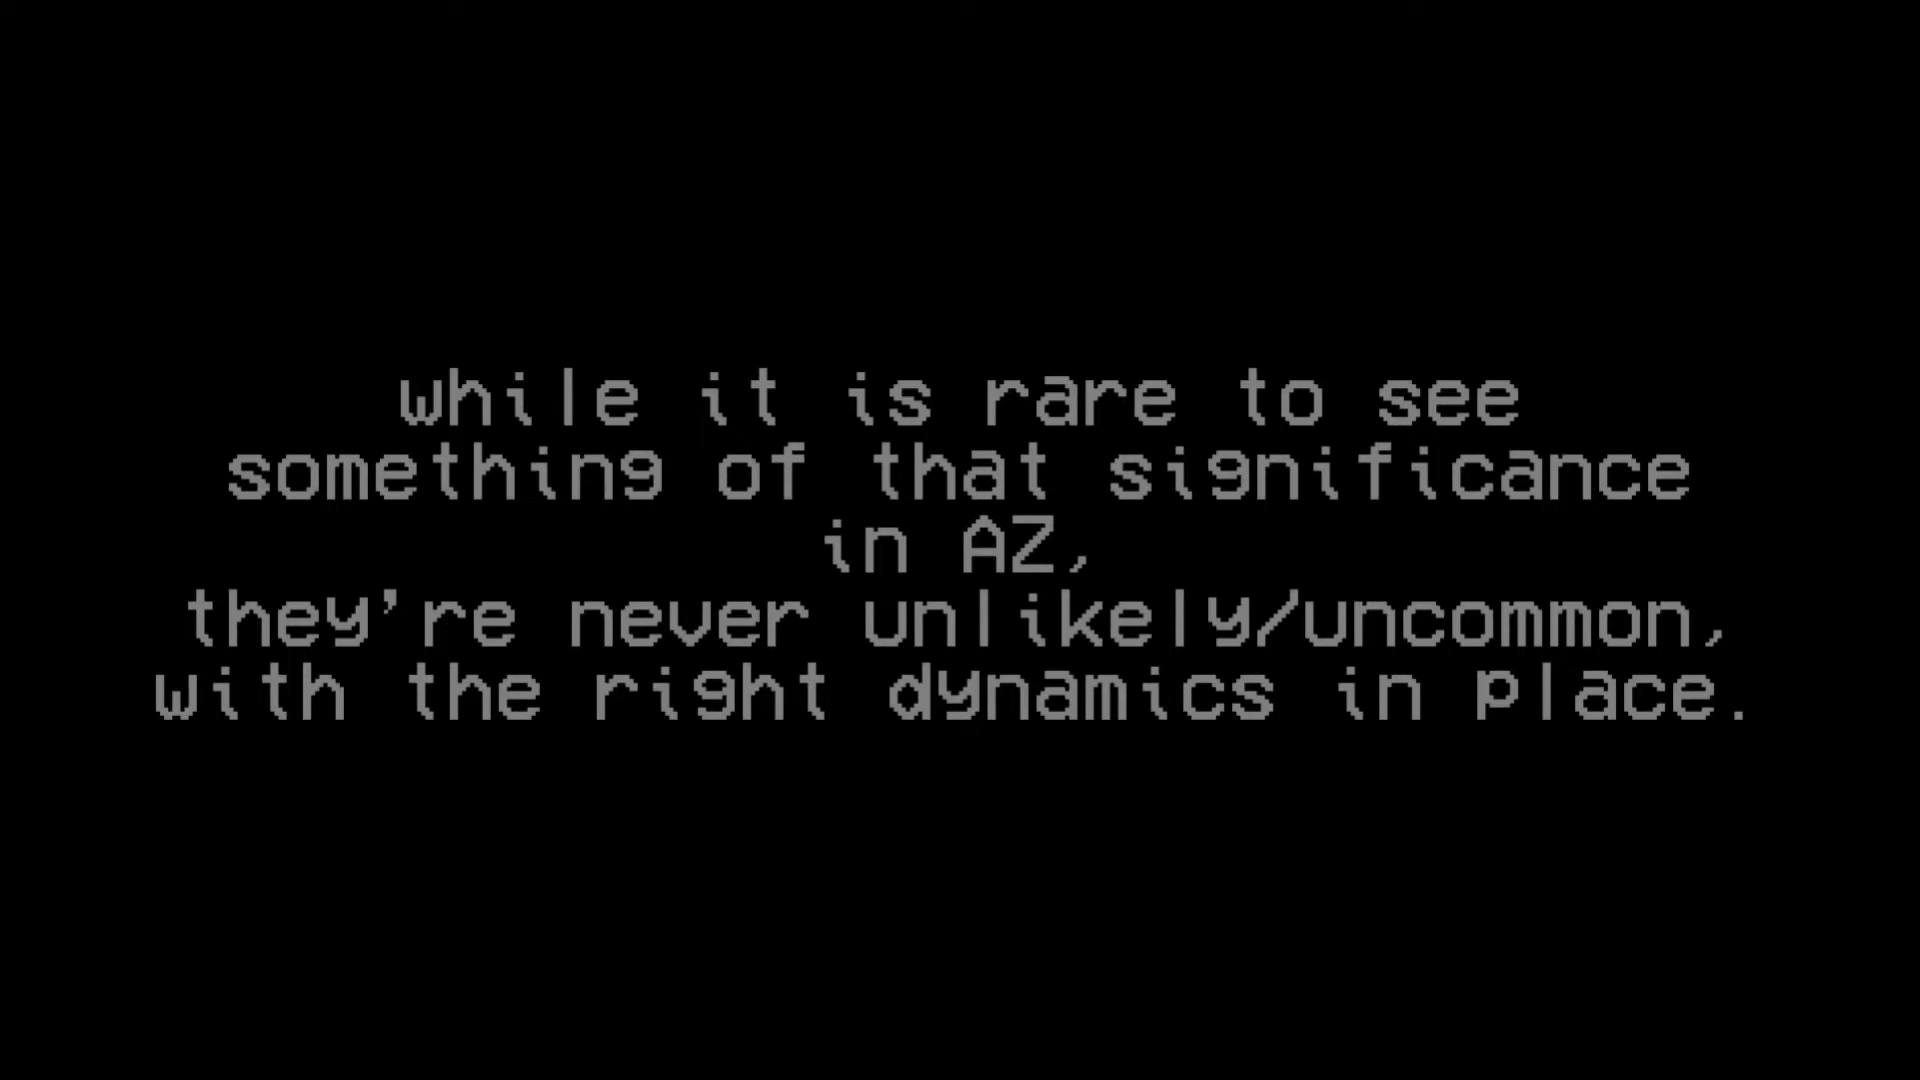 while it is rare to see
something of that significance
in AZ,
they're never unlikely/uncommon,
with the right dynamics in place.